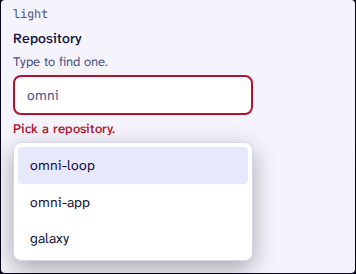 light
Repository
Type to find one.
omni
Pick a repository.
omni-loop
omni-app
galaxy